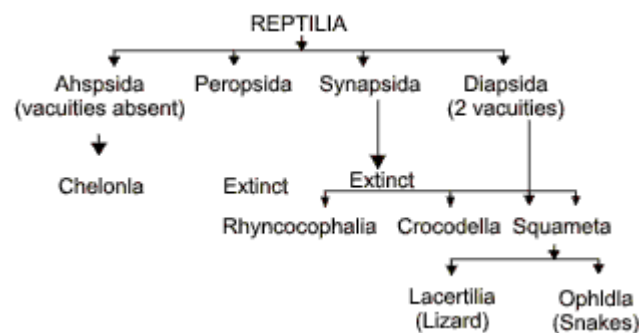 REPTILIA
Ahspsida Peropsida Synapsida Diapsida
(vacuities absent) (2 vacuities)
Chelonla Extinct Extinct
Rhyncocophalia Crocodella Squameta
Lacertilia Ophldla
(Lizard) (Snakes)